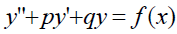 y''+py'+qy = f(x)